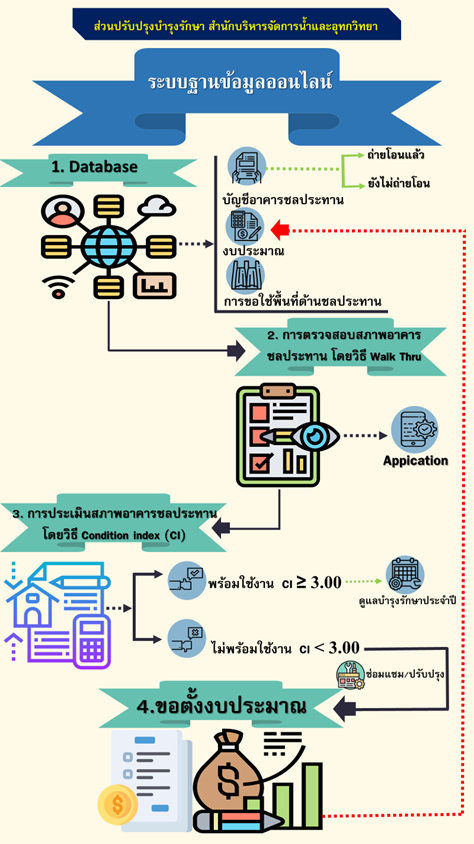 ส่วนปรับปรุงบำรุงรักษา สำนักบริหารจัดการน้ำและอุทกวิทยา
ระบบฐานข้อมูลออนไลน์
1. Database
ถ่ายโอนแล้ว
ยังไม่ถ่ายโอน
บัญชีอาคารชลประทาน
งบประมาณ
การขอใช้พื้นที่ด้านชลประทาน
2. การตรวจสอบสภาพอาคาร
ชลประทาน โดยวิธี Walk Thru
Appication
3. การประเมินสภาพอาคารชลประทาน
โดยวิธี Condition index (CI)
พร้อมใช้งาน CI ≥ 3.00
ดูแลบำรุงรักษาประจำปี
ไม่พร้อมใช้งาน CI < 3.00
ซ่อมแซม/ปรับปรุง
4.ขอตั้งงบประมาณ